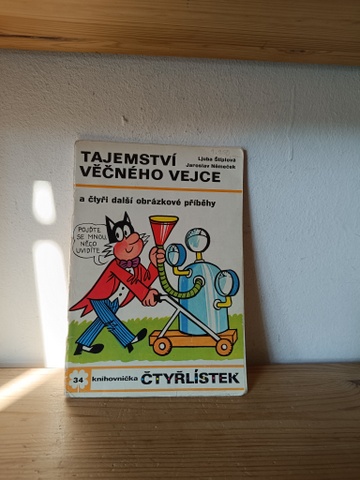 Ljuba Štíplová
Jaroslav Němeček
TAJEMSTVÍ
VĚČNÉHO VEJCE
a čtyři další obrázkové příběhy
POJĎTE
SE MNOU,
NĚCO
UVIDÍTE
34 knihovnička ČTYŘLÍSTEK